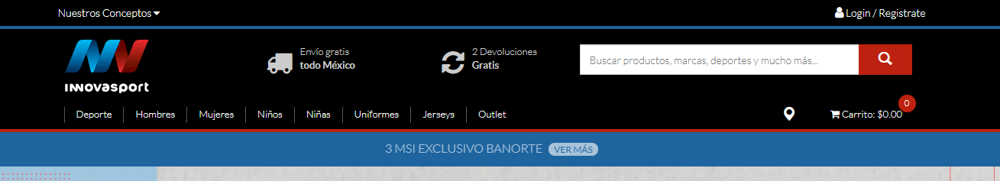 Nuestros Conceptos
Login / Registrate
INNOVasport
Envío gratis
todo México
2 Devoluciones
Gratis
Buscar productos, marcas, deportes y mucho más...
Deporte
Hombres
Mujeres
Niños
Niñas
Uniformes
Jerseys
Outlet
0
Carrito: $0.00
3 MSI EXCLUSIVO BANORTE VER MÁS